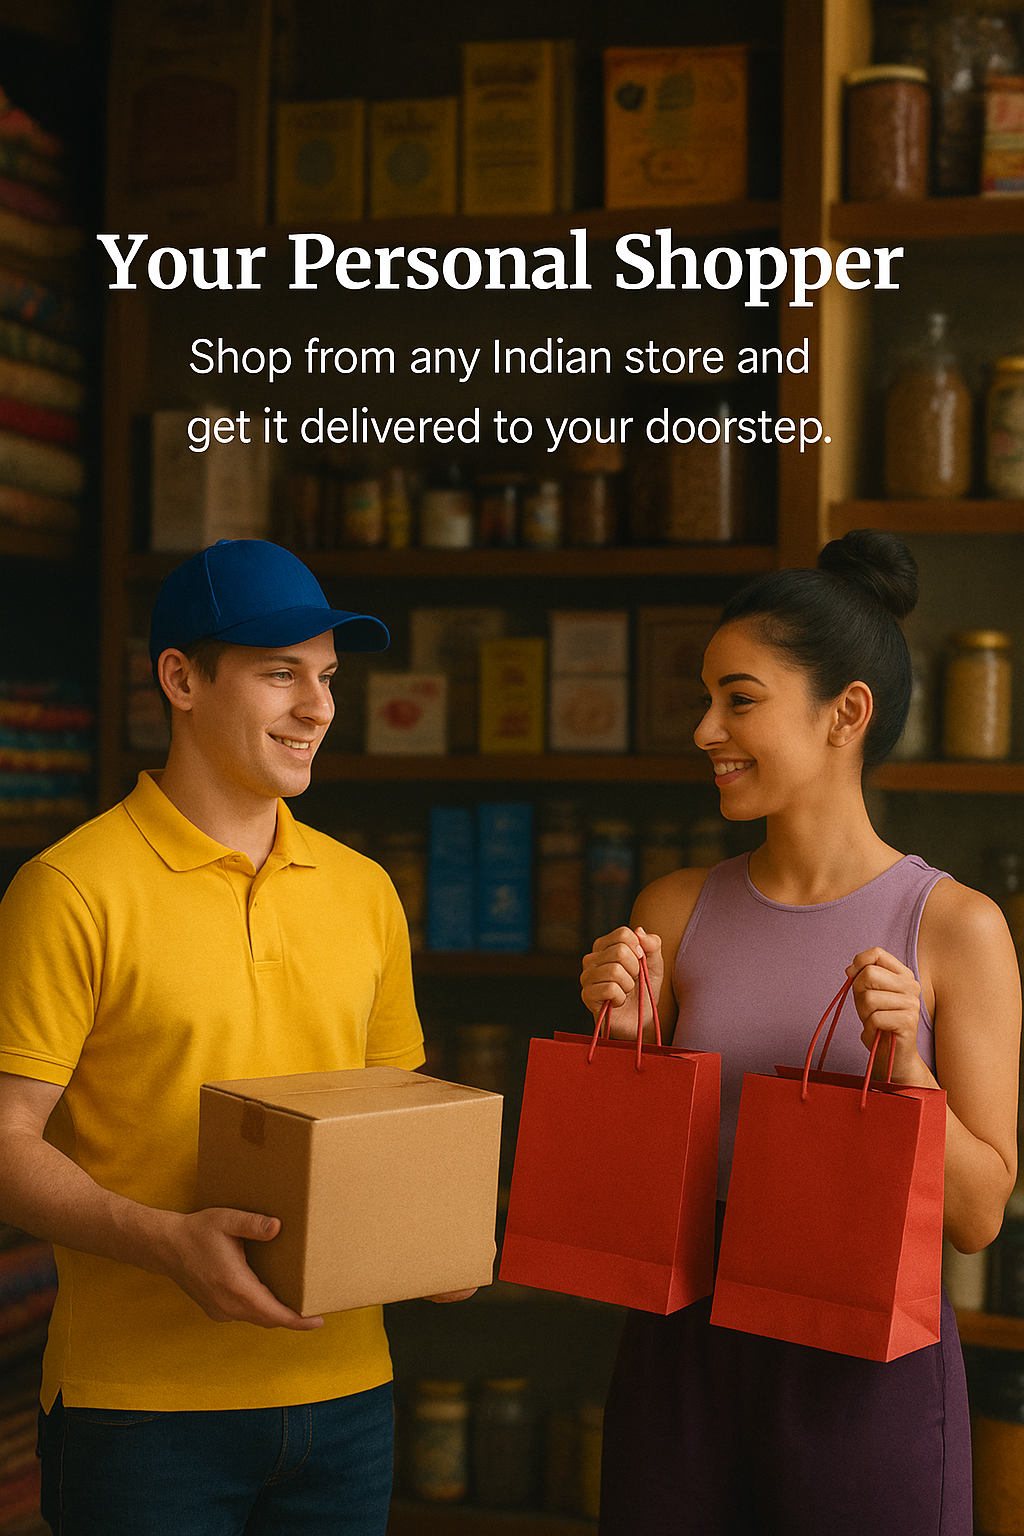 Your Personal Shopper
Shop from any Indian store and
get it delivered to your doorstep.